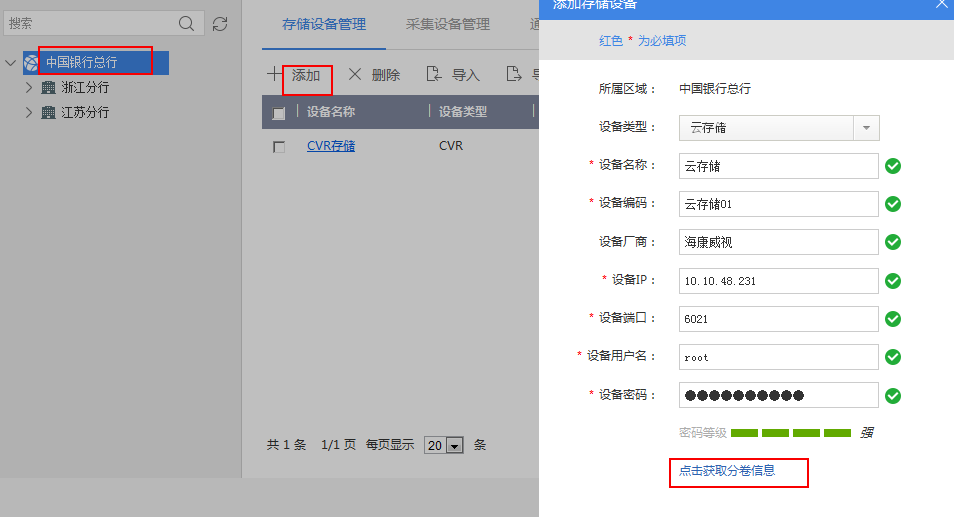 搜索
中国银行总行
浙江分行
江苏分行
存储设备管理 采集设备管理
添加 删除 导入
设备名称 设备类型
CVR存储 CVR
共 1 条 1/1 页 每页显示 20 条
添加存储设备
红色 * 为必填项
所属区域： 中国银行总行
设备类型： 云存储
* 设备名称： 云存储
* 设备编码： 云存储01
设备厂商： 海康威视
* 设备IP： 10.10.48.231
* 设备端口： 6021
* 设备用户名： root
* 设备密码： ●●●●●●●●●●
密码等级 强
点击获取分卷信息